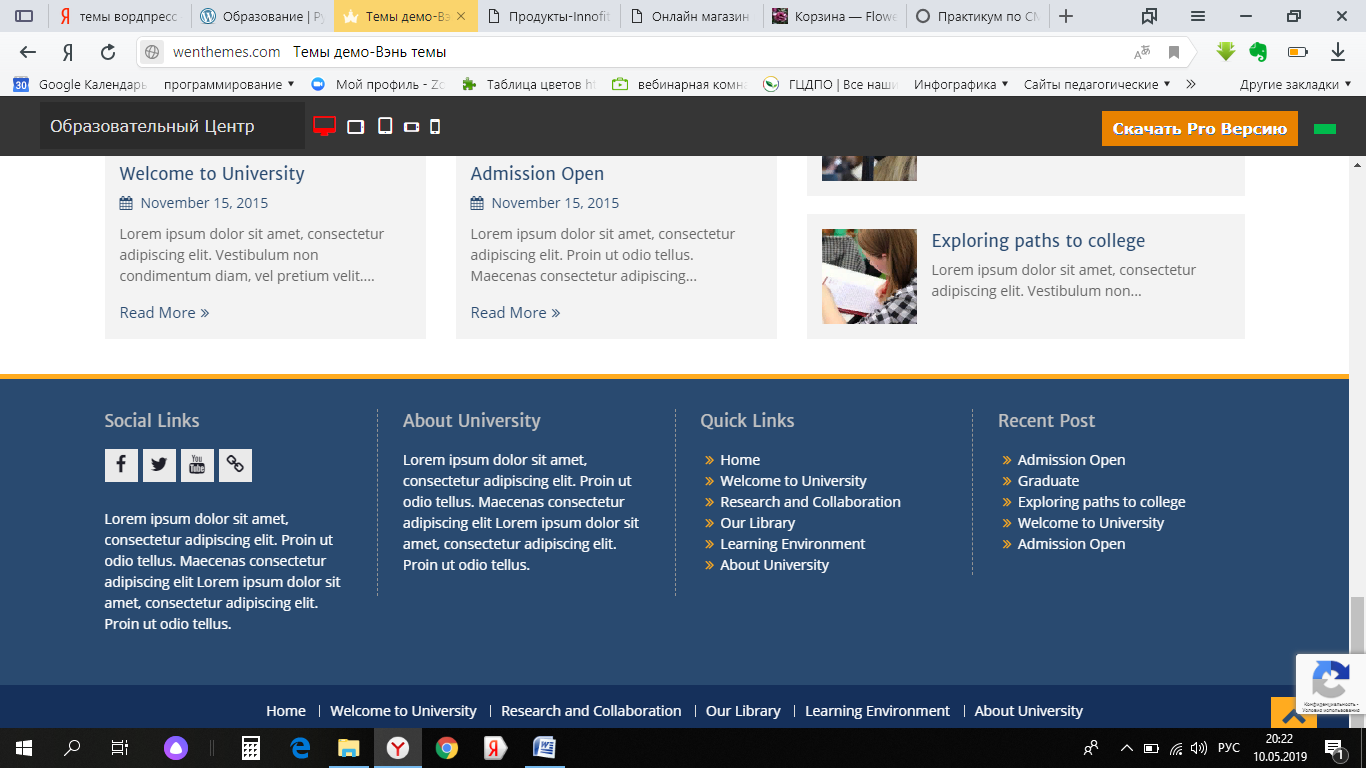 темы вордпресс
Образование | Ру
Темы демо-Вэ
Продукты-Innofit
Онлайн магазин
Корзина — Flowe
Практикум по CM
wenthemes.com Темы демо-Вэнь темы
30 Google Календарь
программирование
Мой профиль - Zo
Таблица цветов ht
вебинарная комна
ГЦДПО | Все наши
Инфографика
Сайты педагогические
Другие закладки
Образовательный Центр
Скачать Pro Версию
Welcome to University
November 15, 2015
Lorem ipsum dolor sit amet, consectetur
adipiscing elit. Vestibulum non
condimentum diam, vel pretium velit....
Read More »
Admission Open
November 15, 2015
Lorem ipsum dolor sit amet, consectetur
adipiscing elit. Proin ut odio tellus.
Maecenas consectetur adipiscing...
Read More »
Exploring paths to college
Lorem ipsum dolor sit amet, consectetur
adipiscing elit. Vestibulum non...
Social Links
You Tube
Lorem ipsum dolor sit amet,
consectetur adipiscing elit. Proin ut
odio tellus. Maecenas consectetur
adipiscing elit Lorem ipsum dolor sit
amet, consectetur adipiscing elit.
Proin ut odio tellus.
About University
Lorem ipsum dolor sit amet,
consectetur adipiscing elit. Proin ut
odio tellus. Maecenas consectetur
adipiscing elit Lorem ipsum dolor sit
amet, consectetur adipiscing elit.
Proin ut odio tellus.
Quick Links
» Home
» Welcome to University
» Research and Collaboration
» Our Library
» Learning Environment
» About University
Recent Post
» Admission Open
» Graduate
» Exploring paths to college
» Welcome to University
» Admission Open
Конфиденциальность -
Условия использования
Home | Welcome to University | Research and Collaboration | Our Library | Learning Environment | About University
РУС
20:22
10.05.2019
1